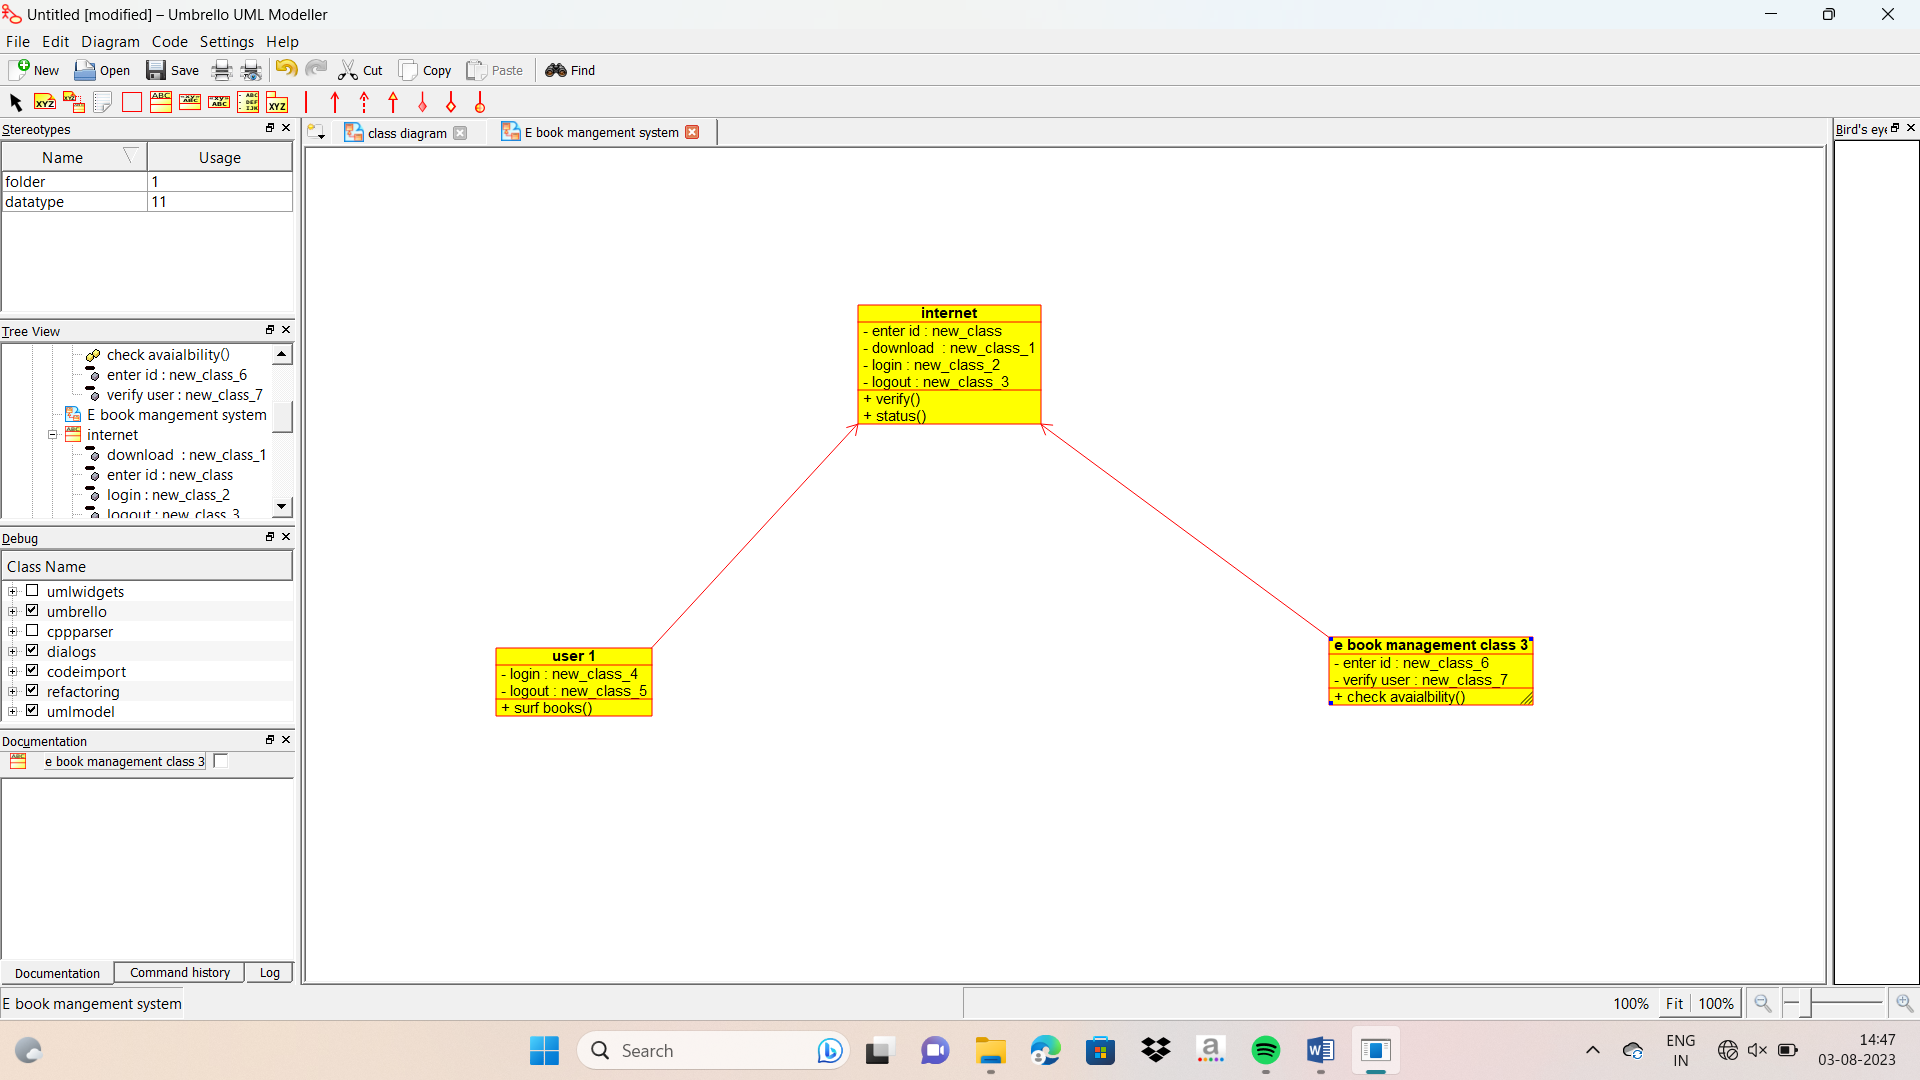 Untitled [modified] – Umbrello UML Modeller
File Edit Diagram Code Settings Help
New Open Save Cut Copy Paste Find
Stereotypes
Name Usage
folder 1
datatype 11
Tree View
check avaialbility()
enter id : new_class_6
verify user : new_class_7
E book mangement system
internet
download  : new_class_1
enter id : new_class
login : new_class_2
logout : new_class_3
Debug
Class Name
umlwidgets
umbrello
cppparser
dialogs
codeimport
refactoring
umlmodel
Documentation
e book management class 3
Documentation Command history Log
class diagram E book mangement system
Bird's eye
internet
- enter id : new_class
- download  : new_class_1
- login : new_class_2
- logout : new_class_3
+ verify()
+ status()
user 1
- login : new_class_4
- logout : new_class_5
+ surf books()
e book management class 3
- enter id : new_class_6
- verify user : new_class_7
+ check avaialbility()
E book mangement system
100% Fit 100%
Search
ENG
IN
14:47
03-08-2023